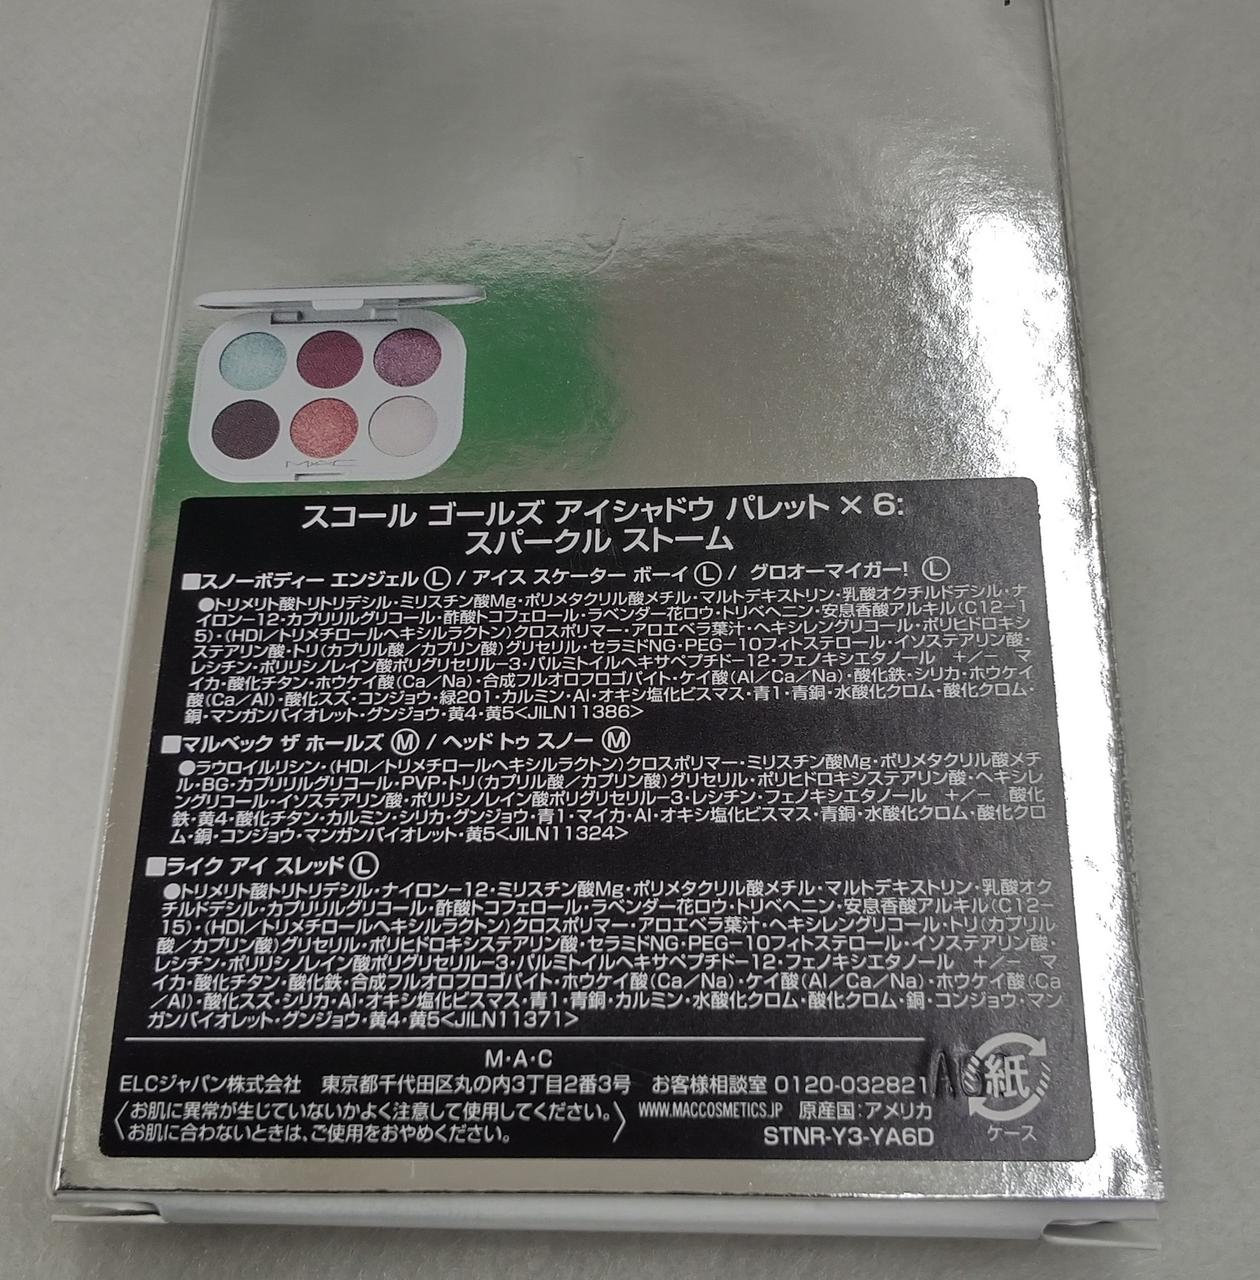 MAC
スコール ゴールズ アイシャドウ パレット × 6:
スパークル ストーム
■スノーボディー エンジェル Ⓛ / アイス スケーター ボーイ Ⓛ / グロオーマイガー! Ⓛ
●トリメリト酸トリトリデシル・ミリスチン酸Mg・ポリメタクリル酸メチル・マルトデキストリン・乳酸オクチルドデシル・ナ
イロン-12・カプリリルグリコール・酢酸トコフェロール・ラベンダー花ロウ・トリベヘニン・安息香酸アルキル(C12-1
5)・(HDI/トリメチロールヘキシルラクトン)クロスポリマー・アロエベラ葉汁・ヘキシレングリコール・ポリヒドロキシ
ステアリン酸・トリ(カプリル酸/カプリン酸)グリセリル・セラミドNG・PEG-10フィトステロール・イソステアリン酸・
レシチン・ポリリシノレイン酸ポリグリセリル-3・パルミトイルヘキサペプチド-12・フェノキシエタノール +/- マ
イカ・酸化チタン・ホウケイ酸(Ca/Na)・合成フルオロフロゴパイト・ケイ酸(Al/Ca/Na)・酸化鉄・シリカ・ホウケイ
酸(Ca/Al)・酸化スズ・コンジョウ・緑201・カルミン・Al・オキシ塩化ビスマス・青1・青銅・水酸化クロム・酸化クロム・
銅・マンガンバイオレット・グンジョウ・黄4・黄5<JILN11386>
■マルベック ザ ホールズ Ⓜ / ヘッド トゥ スノー Ⓜ
●ラウロイルリシン・(HDI/トリメチロールヘキシルラクトン)クロスポリマー・ミリスチン酸Mg・ポリメタクリル酸メチ
ル・BG・カプリリルグリコール・PVP・トリ(カプリル酸/カプリン酸)グリセリル・ポリヒドロキシステアリン酸・ヘキシレ
ングリコール・イソステアリン酸・ポリリシノレイン酸ポリグリセリル-3・レシチン・フェノキシエタノール +/- 酸化
鉄・黄4・酸化チタン・カルミン・シリカ・グンジョウ・青1・マイカ・Al・オキシ塩化ビスマス・青銅・水酸化クロム・酸化クロ
ム・銅・コンジョウ・マンガンバイオレット・黄5<JILN11324>
■ライク アイ スレッド Ⓛ
●トリメリト酸トリトリデシル・ナイロン-12・ミリスチン酸Mg・ポリメタクリル酸メチル・マルトデキストリン・乳酸オク
チルドデシル・カプリリルグリコール・酢酸トコフェロール・ラベンダー花ロウ・トリベヘニン・安息香酸アルキル(C12-
15)・(HDI/トリメチロールヘキシルラクトン)クロスポリマー・アロエベラ葉汁・ヘキシレングリコール・トリ(カプリル
酸/カプリン酸)グリセリル・ポリヒドロキシステアリン酸・セラミドNG・PEG-10フィトステロール・イソステアリン酸・
レシチン・ポリリシノレイン酸ポリグリセリル-3・パルミトイルヘキサペプチド-12・フェノキシエタノール +/- マ
イカ・酸化チタン・酸化鉄・合成フルオロフロゴパイト・ホウケイ酸(Ca/Na)・ケイ酸(Al/Ca/Na)・ホウケイ酸(Ca
/Al)・酸化スズ・シリカ・Al・オキシ塩化ビスマス・青1・青銅・カルミン・水酸化クロム・酸化クロム・銅・コンジョウ・マン
ガンバイオレット・グンジョウ・黄4・黄5<JILN11371>
M・A・C
ELCジャパン株式会社 東京都千代田区丸の内3丁目2番3号 お客様相談室 0120-032821
お肌に異常が生じていないかよく注意して使用してください。 WWW.MACCOSMETICS.JP 原産国:アメリカ
お肌に合わないときは、ご使用をおやめください。 STNR-Y3-YA6D
紙
ケース